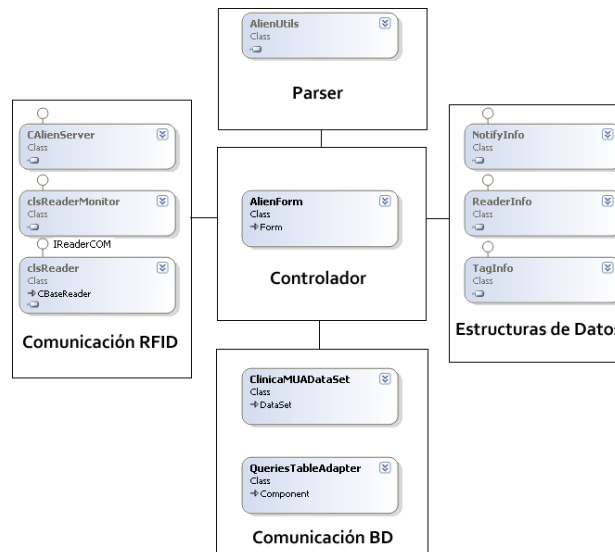 AlienUtils
Class
Parser
CAlienServer
Class
clsReaderMonitor
Class
IReaderCOM
clsReader
Class
CBaseReader
Comunicación RFID
AlienForm
Class
Form
Controlador
NotifyInfo
Class
ReaderInfo
Class
TagInfo
Class
Estructuras de Datos
ClinicaMUADataSet
Class
DataSet
QueriesTableAdapter
Class
Component
Comunicación BD